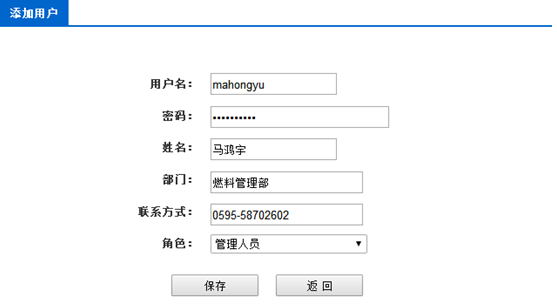 添加用户
用户名： mahongyu
密码： ••••••••••
姓名： 马鸿宇
部门： 燃料管理部
联系方式： 0595-58702602
角色： 管理人员
保存 返 回